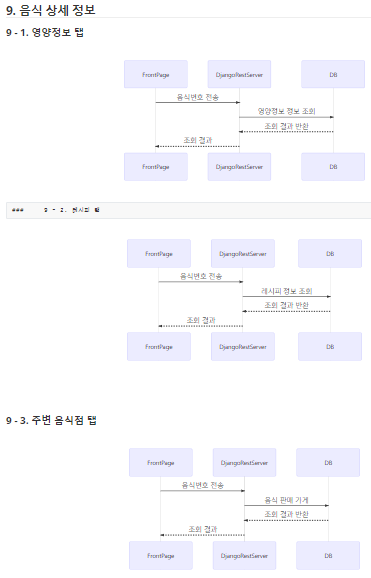 9. 음식 상세 정보
9 - 1. 영양정보 탭
FrontPage DjangoRestServer DB
음식번호 전송
영양정보 정보 조회
조회 결과 반환
조회 결과
FrontPage DjangoRestServer DB
### 9 - 2. 레시피 탭
FrontPage DjangoRestServer DB
음식번호 전송
레시피 정보 조회
조회 결과 반환
조회 결과
FrontPage DjangoRestServer DB
9 - 3. 주변 음식점 탭
FrontPage DjangoRestServer DB
음식번호 전송
음식 판매 가게
조회 결과 반환
조회 결과
FrontPage DjangoRestServer DB